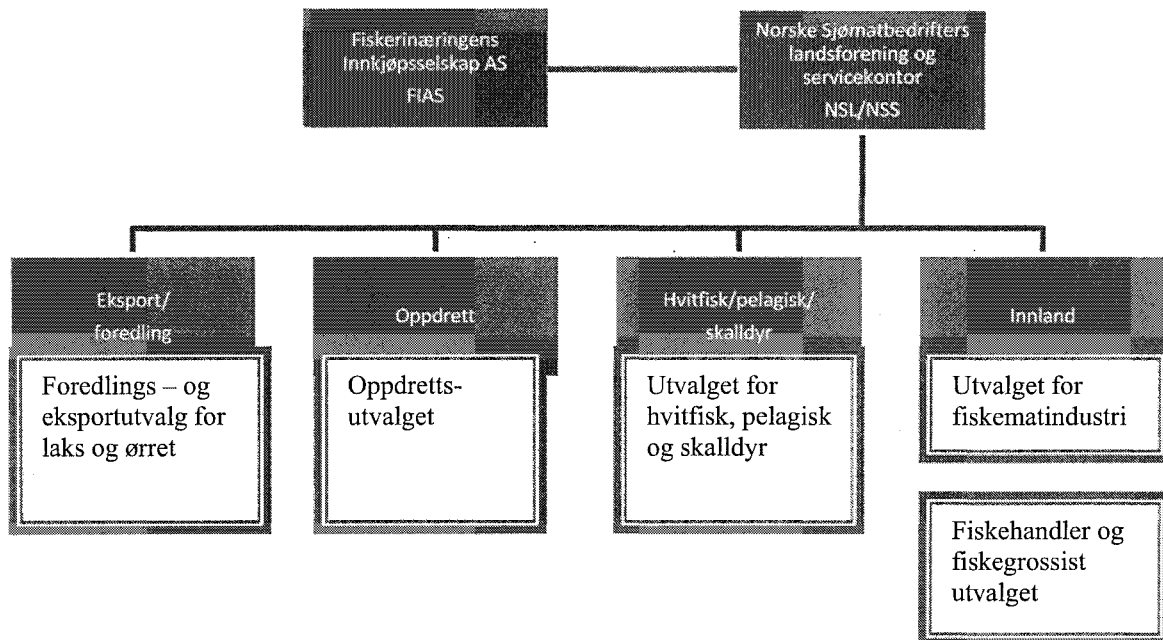 Fiskerinæringens
Innkjøpsselskap AS
FIAS
Norske Sjømatbedrifters
landsforening og
servicekontor
NSL/NSS
Eksport/
foredling
Foredlings – og
eksportutvalg for
laks og ørret
Oppdrett
Oppdretts-
utvalget
Hvitfisk/pelagisk/
skalldyr
Utvalget for
hvitfisk, pelagisk
og skalldyr
Innland
Utvalget for
fiskematindustri
Fiskehandler og
fiskegrossist
utvalget